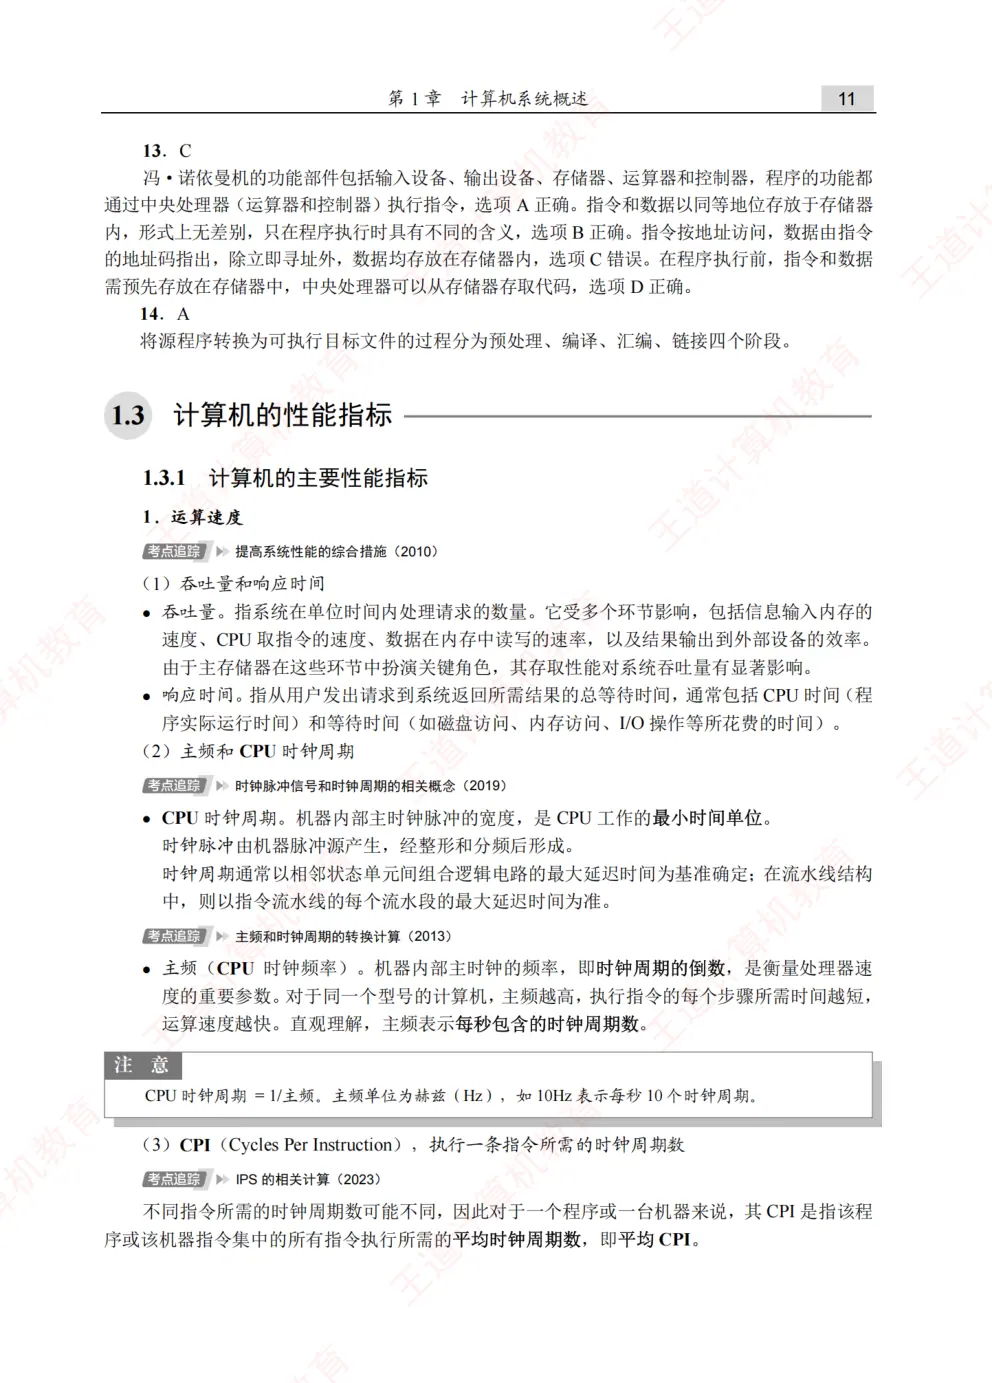 第 1 章 计算机系统概述 11
13. C
冯·诺依曼机的功能部件包括输入设备、输出设备、存储器、运算器和控制器，程序的功能都
通过中央处理器（运算器和控制器）执行指令，选项 A 正确。指令和数据以同等地位存放于存储器
内，形式上无差别，只在程序执行时具有不同的含义，选项 B 正确。指令按地址访问，数据由指令
的地址码指出，除立即寻址外，数据均存放在存储器内，选项 C 错误。在程序执行前，指令和数据
需预先存放在存储器中，中央处理器可以从存储器存取代码，选项 D 正确。
14. A
将源程序转换为可执行目标文件的过程分为预处理、编译、汇编、链接四个阶段。
1.3 计算机的性能指标
1.3.1 计算机的主要性能指标
1. 运算速度
考点追踪 提高系统性能的综合措施（2010）
（1）吞吐量和响应时间
● 吞吐量。指系统在单位时间内处理请求的数量。它受多个环节影响，包括信息输入内存的
速度、CPU 取指令的速度、数据在内存中读写的速率，以及结果输出到外部设备的效率。
由于主存储器在这些环节中扮演关键角色，其存取性能对系统吞吐量有显著影响。
● 响应时间。指从用户发出请求到系统返回所需结果的总等待时间，通常包括 CPU 时间（程
序实际运行时间）和等待时间（如磁盘访问、内存访问、I/O 操作等所花费的时间）。
（2）主频和 CPU 时钟周期
考点追踪 时钟脉冲信号和时钟周期的相关概念（2019）
● CPU 时钟周期。机器内部主时钟脉冲的宽度，是 CPU 工作的最小时间单位。
时钟脉冲由机器脉冲源产生，经整形和分频后形成。
时钟周期通常以相邻状态单元间组合逻辑电路的最大延迟时间为基准确定；在流水线结构
中，则以指令流水线的每个流水段的最大延迟时间为准。
考点追踪 主频和时钟周期的转换计算（2013）
● 主频（CPU 时钟频率）。机器内部主时钟的频率，即时钟周期的倒数，是衡量处理器速
度的重要参数。对于同一个型号的计算机，主频越高，执行指令的每个步骤所需时间越短，
运算速度越快。直观理解，主频表示每秒包含的时钟周期数。
注 意
CPU 时钟周期 = 1/主频。主频单位为赫兹（Hz），如 10Hz 表示每秒 10 个时钟周期。
（3）CPI（Cycles Per Instruction），执行一条指令所需的时钟周期数
考点追踪 IPS 的相关计算（2023）
不同指令所需的时钟周期数可能不同，因此对于一个程序或一台机器来说，其 CPI 是指该程
序或该机器指令集中的所有指令执行所需的平均时钟周期数，即平均 CPI。
王道计算机教育